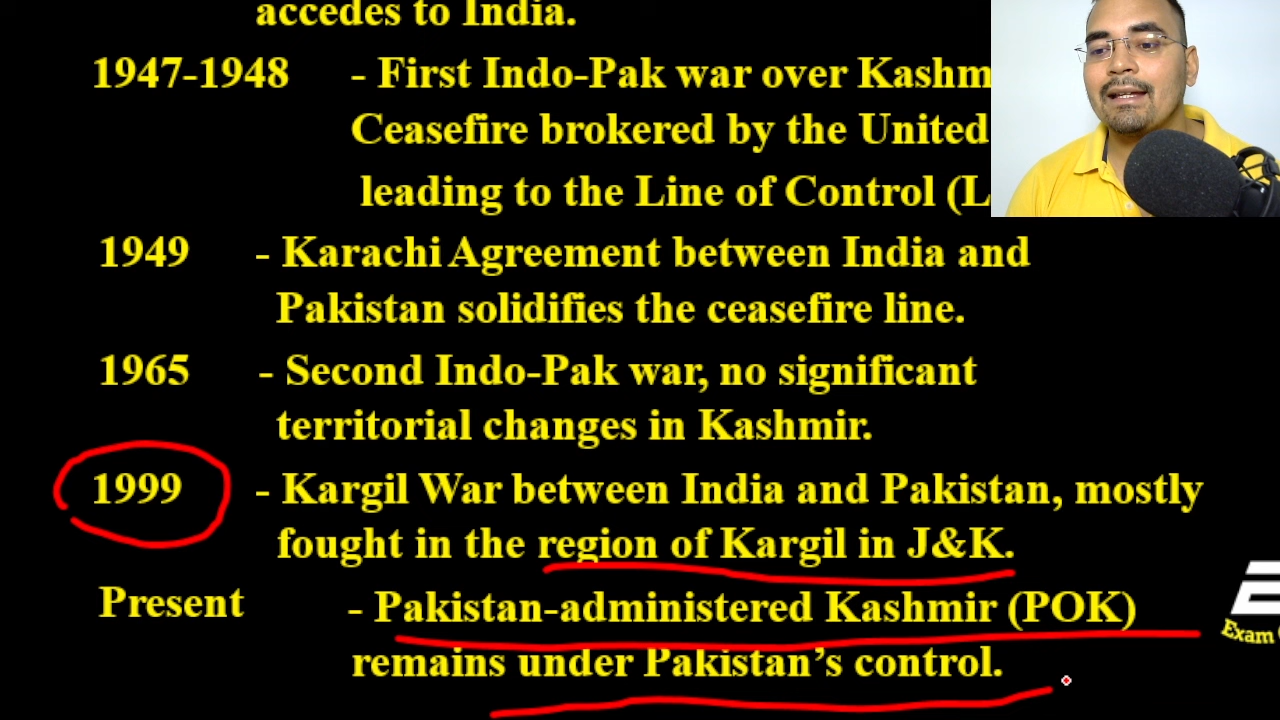 accedes to India.
1947-1948 - First Indo-Pak war over
Ceasefire brokered by the United
leading to the Line of Control
1949 - Karachi Agreement between India and
Pakistan solidifies the ceasefire line.
1965 - Second Indo-Pak war, no significant
territorial changes in Kashmir.
1999 - Kargil War between India and Pakistan, mostly
fought in the region of Kargil in J&K.
Present - Pakistan-administered Kashmir (POK)
remains under Pakistan's control.
Exam